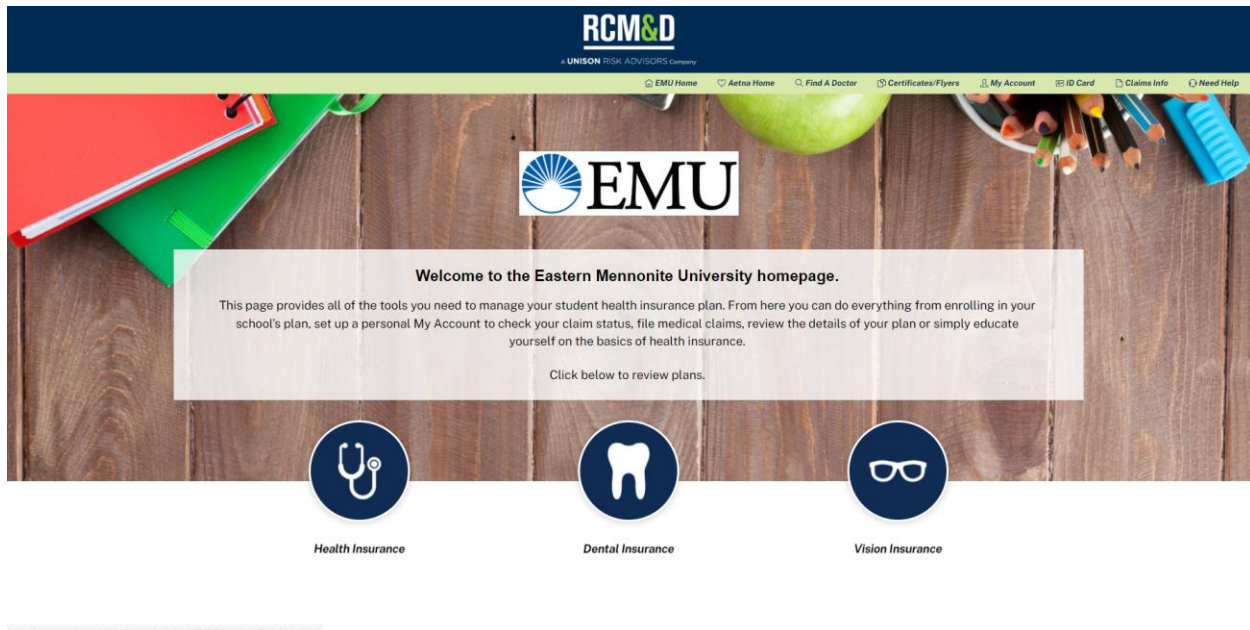 RCM&D
A UNISON RISK ADVISORS Company
EMU Home Aetna Home Find A Doctor Certificates/Flyers My Account ID Card Claims Info Need Help
EMU
Welcome to the Eastern Mennonite University homepage.
This page provides all of the tools you need to manage your student health insurance plan. From here you can do everything from enrolling in your
school's plan, set up a personal My Account to check your claim status, file medical claims, review the details of your plan or simply educate
yourself on the basics of health insurance.
Click below to review plans.
Health Insurance Dental Insurance Vision Insurance